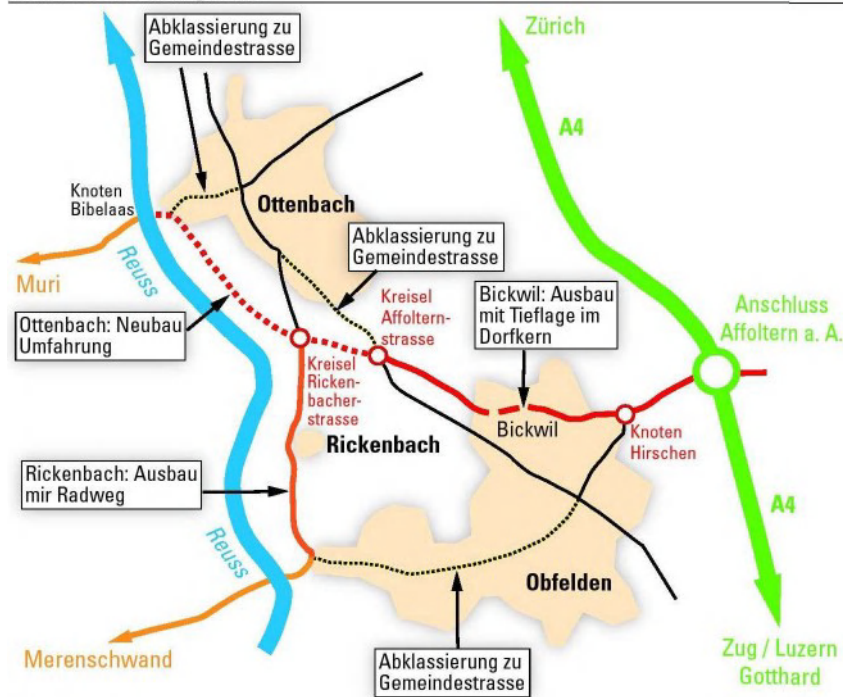 Abklassierung zu
Gemeindestrasse
Zürich
A4
Knoten
Bibelaas
Ottenbach
Muri
Reuss
Abklassierung zu
Gemeindestrasse
Ottenbach: Neubau
Umfahrung
Kreisel
Affoltern-
strasse
Bickwil: Ausbau
mit Tieflage im
Dorfkern
Anschluss
Affoltern a. A.
Kreisel
Ricken-
bacher-
strasse
Bickwil
Knoten
Hirschen
Rickenbach
Rickenbach: Ausbau
mir Radweg
A4
Reuss
Obfelden
Merenschwand
Abklassierung zu
Gemeindestrasse
Zug / Luzern
Gotthard